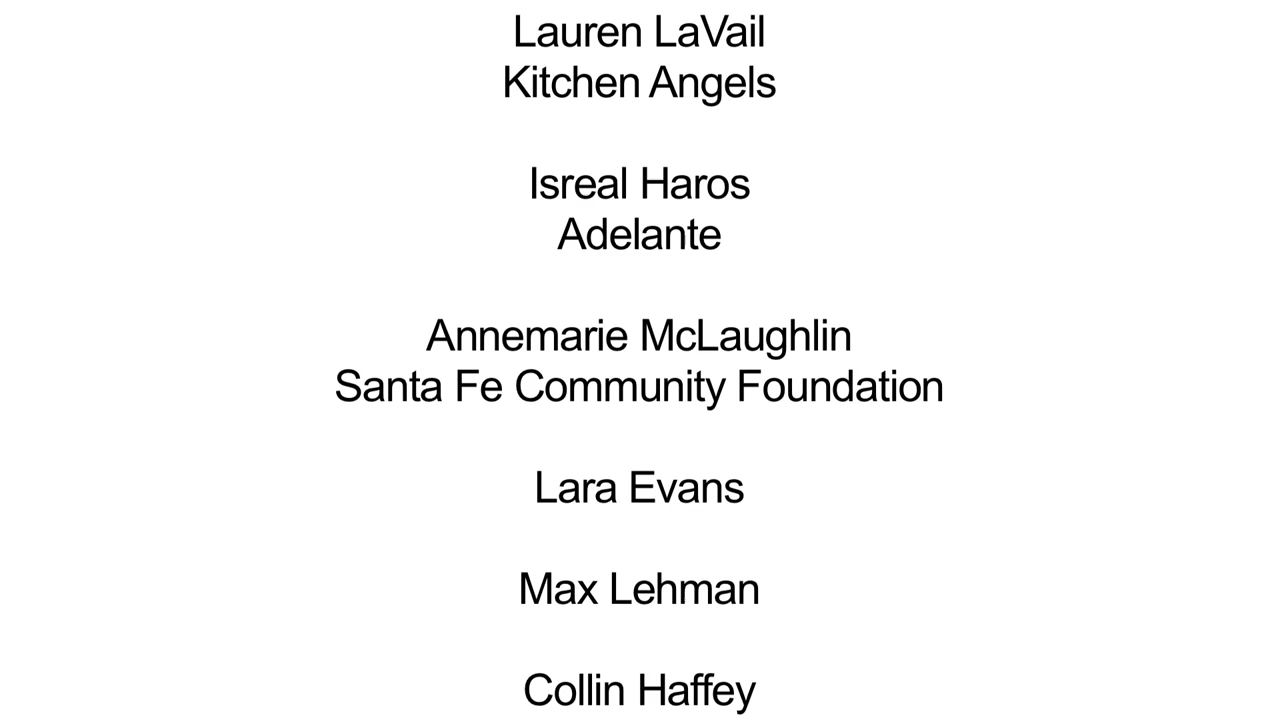 Lauren LaVail
Kitchen Angels
Isreal Haros
Adelante
Annemarie McLaughlin
Santa Fe Community Foundation
Lara Evans
Max Lehman
Collin Haffey